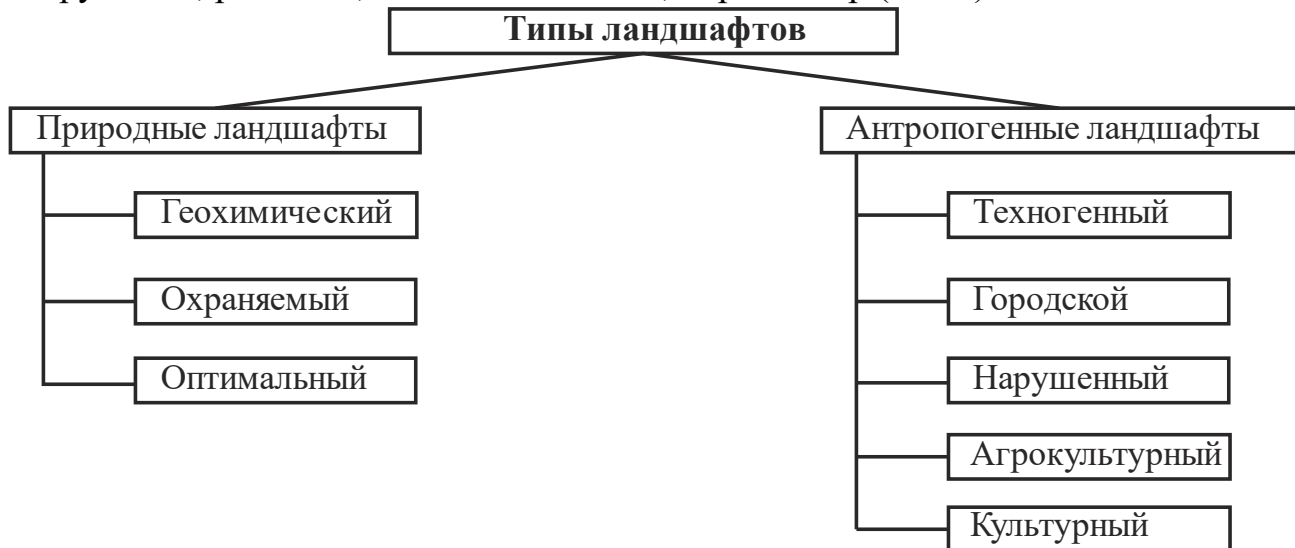 Типы ландшафтов
Природные ландшафты
Геохимический
Охраняемый
Оптимальный
Антропогенные ландшафты
Техногенный
Городской
Нарушенный
Агрокультурный
Культурный